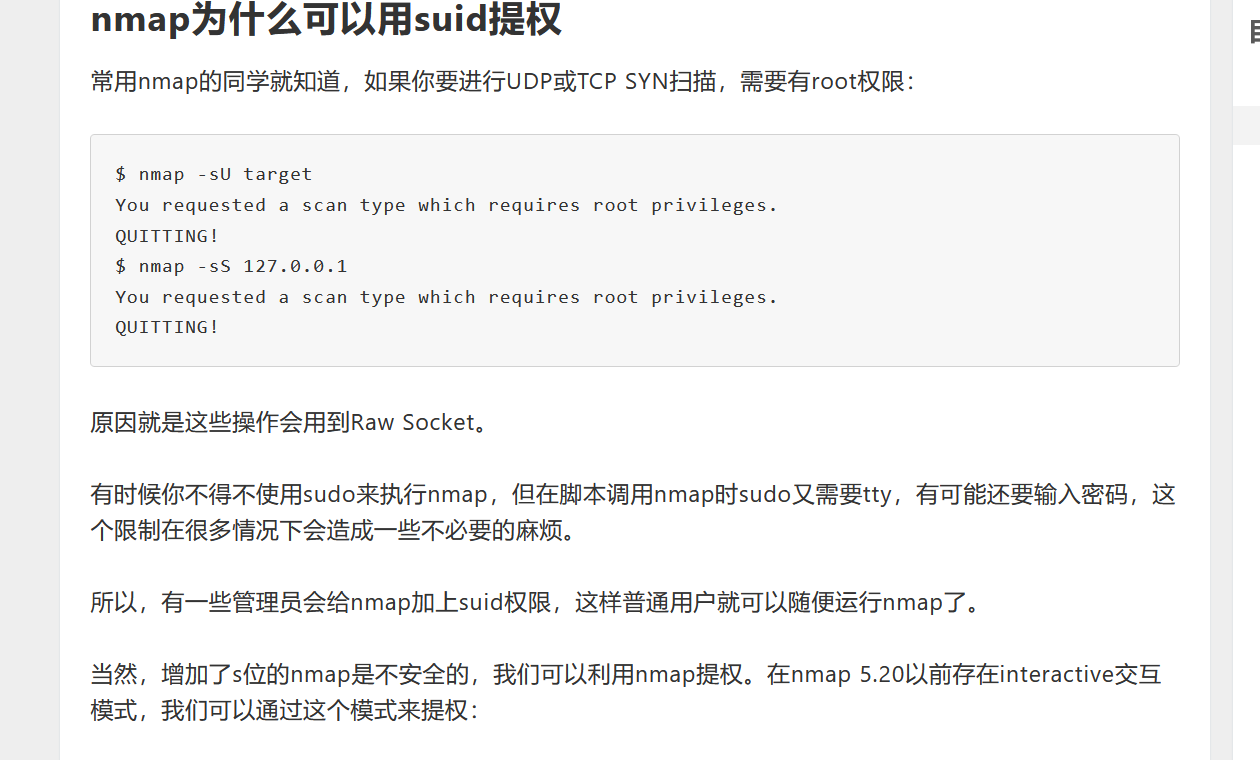 nmap为什么可以用suid提权
常用nmap的同学就知道，如果你要进行UDP或TCP SYN扫描，需要有root权限：
$ nmap -sU target
You requested a scan type which requires root privileges.
QUITTING!
$ nmap -sS 127.0.0.1
You requested a scan type which requires root privileges.
QUITTING!
原因就是这些操作会用到Raw Socket。
有时候你不得不使用sudo来执行nmap，但在脚本调用nmap时sudo又需要tty，有可能还要输入密码，这
个限制在很多情况下会造成一些不必要的麻烦。
所以，有一些管理员会给nmap加上suid权限，这样普通用户就可以随便运行nmap了。
当然，增加了s位的nmap是不安全的，我们可以利用nmap提权。在nmap 5.20以前存在interactive交互
模式，我们可以通过这个模式来提权：